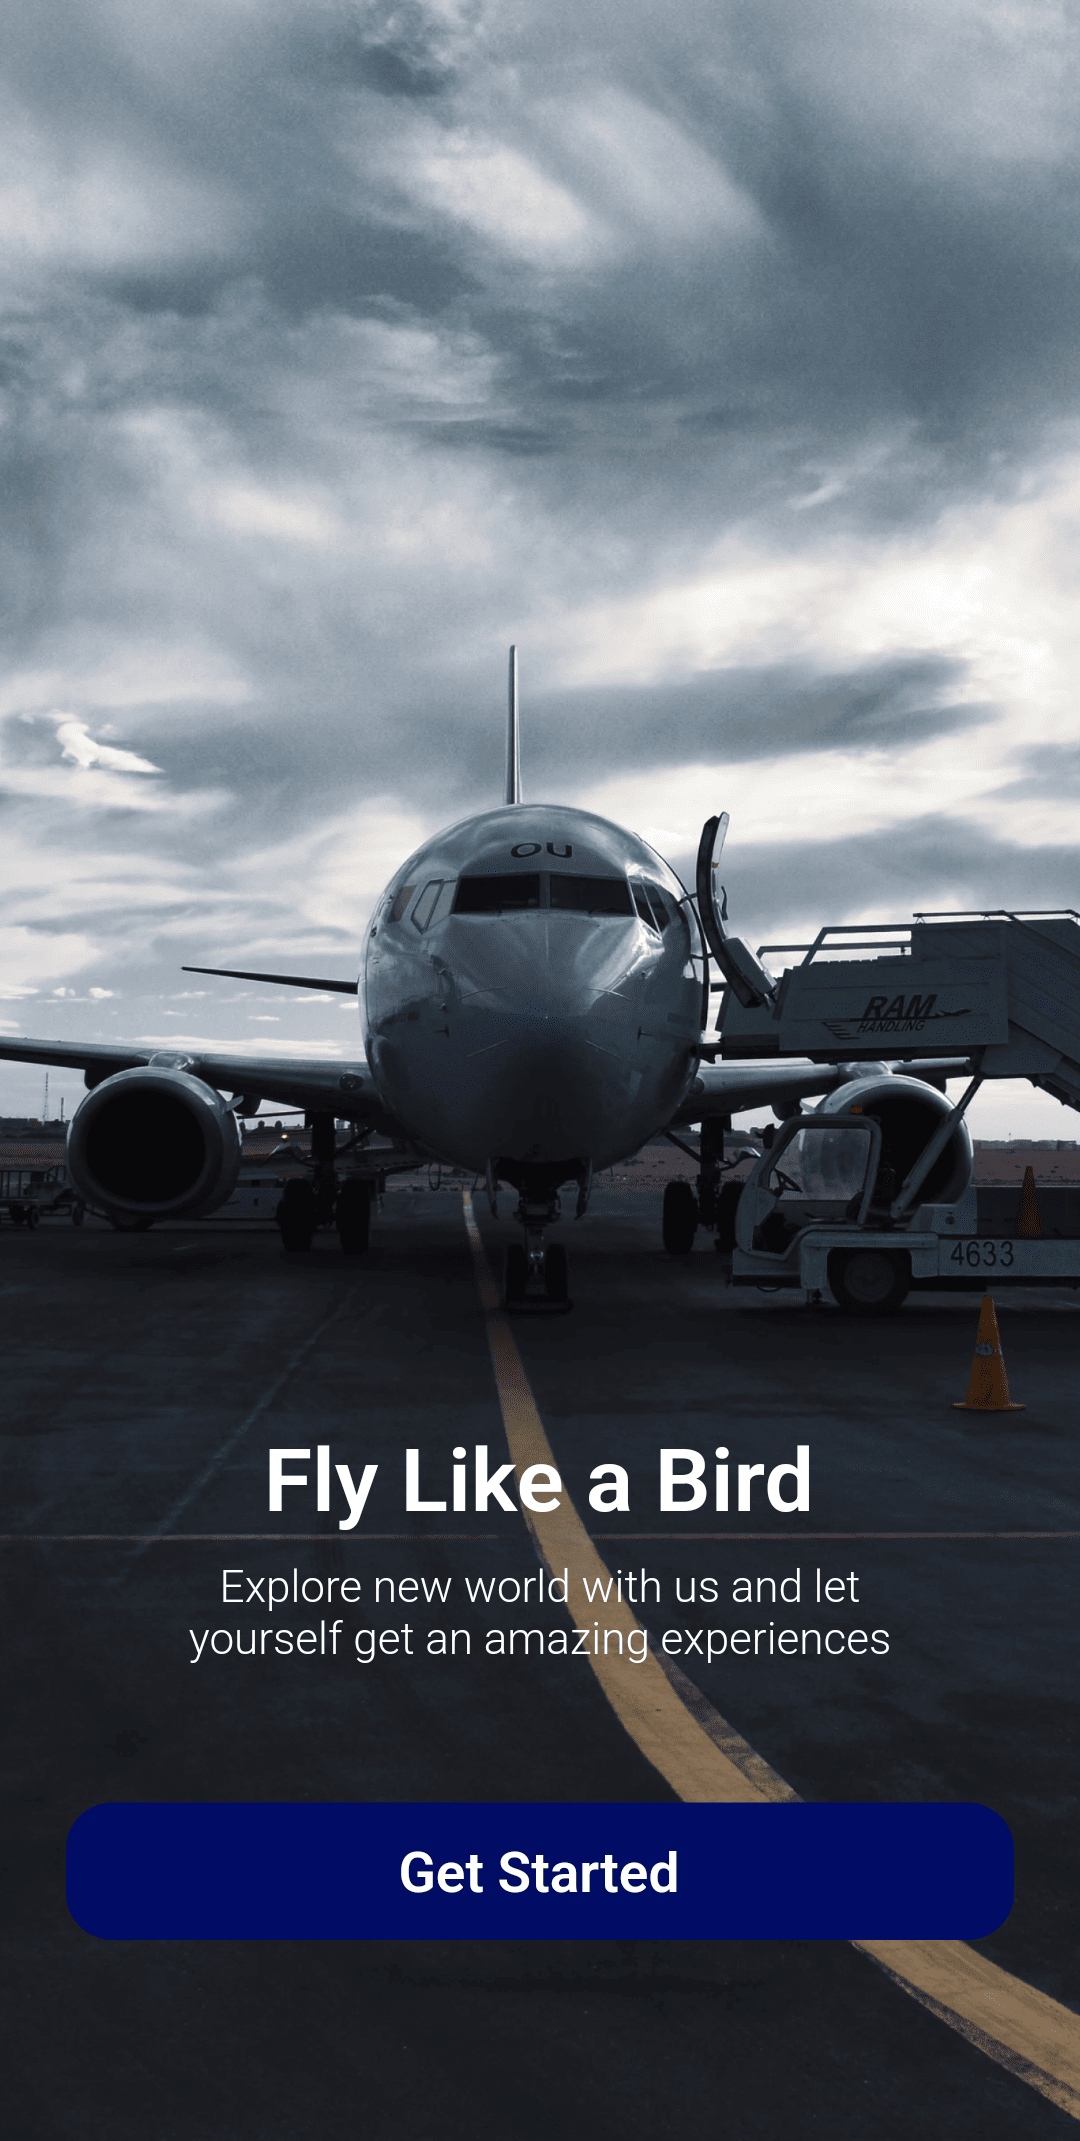 OU
RAM
HANDLING
4633
Fly Like a Bird
Explore new world with us and let
yourself get an amazing experiences
Get Started